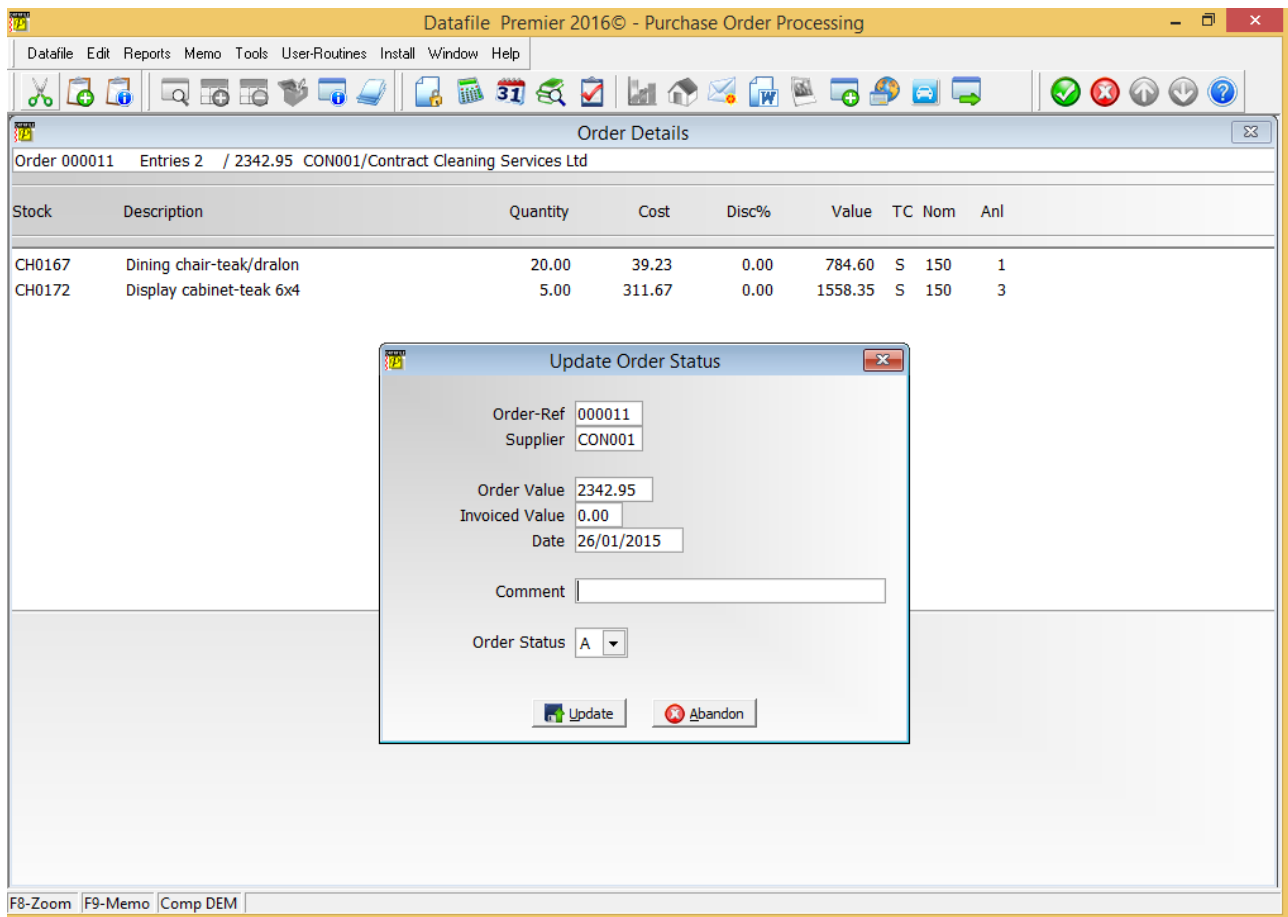 Datafile Premier 2016© - Purchase Order Processing
Datafile Edit Reports Memo Tools User-Routines Install Window Help
31 W
Order Details
Order 000011 Entries 2 / 2342.95 CON001/Contract Cleaning Services Ltd
Stock Description Quantity Cost Disc% Value TC Nom Anl
CH0167 Dining chair-teak/dralon 20.00 39.23 0.00 784.60 S 150 1
CH0172 Display cabinet-teak 6x4 5.00 311.67 0.00 1558.35 S 150 3
Update Order Status
Order-Ref 000011
Supplier CON001
Order Value 2342.95
Invoiced Value 0.00
Date 26/01/2015
Comment
Order Status A
Update Abandon
F8-Zoom F9-Memo Comp DEM